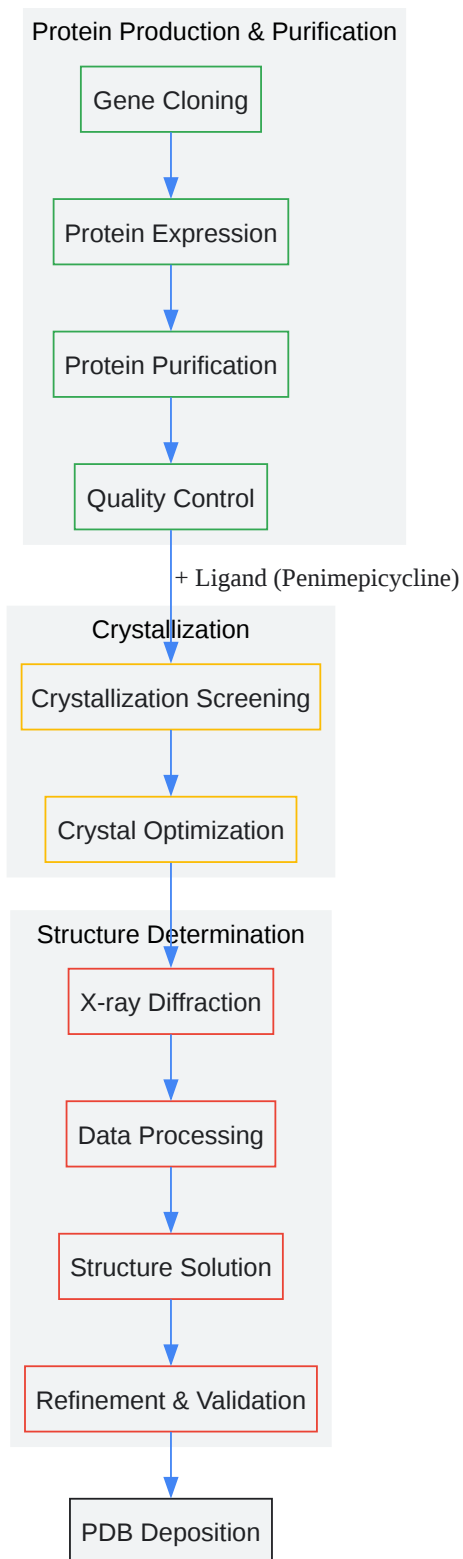 Protein Production & Purification
Gene Cloning
Protein Expression
Protein Purification
Quality Control
+ Ligand (Penimepicycline)
Crystallization
Crystallization Screening
Crystal Optimization
Structure Determination
X-ray Diffraction
Data Processing
Structure Solution
Refinement & Validation
PDB Deposition